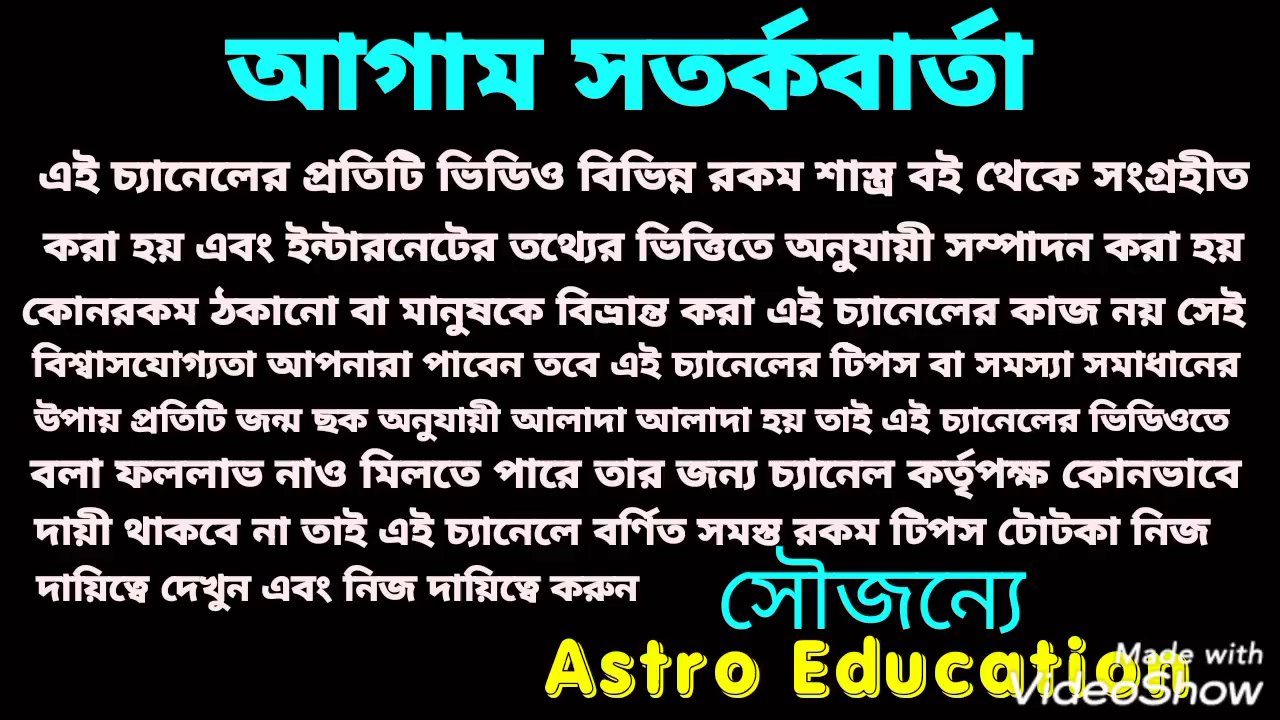 আগাম সতর্কবার্তা
এই চ্যানেলের প্রতিটি ভিডিও বিভিন্ন রকম শাস্ত্র বই থেকে সংগ্রহীত
করা হয় এবং ইন্টারনেটের তথ্যের ভিত্তিতে অনুযায়ী সম্পাদন করা হয়
কোনরকম ঠকানো বা মানুষকে বিভ্রান্ত করা এই চ্যানেলের কাজ নয় সেই
বিশ্বাসযোগ্যতা আপনারা পাবেন তবে এই চ্যানেলের টিপস বা সমস্যা সমাধানের
উপায় প্রতিটি জন্ম ছক অনুযায়ী আলাদা আলাদা হয় তাই এই চ্যানেলের ভিডিওতে
বলা ফললাভ নাও মিলতে পারে তার জন্য চ্যানেল কর্তৃপক্ষ কোনভাবে
দায়ী থাকবে না তাই এই চ্যানেলে বর্ণিত সমস্ত রকম টিপস টোটকা নিজ
দায়িত্বে দেখুন এবং নিজ দায়িত্বে করুন
সৌজন্যে
Astro Education
Made with
VideoShow